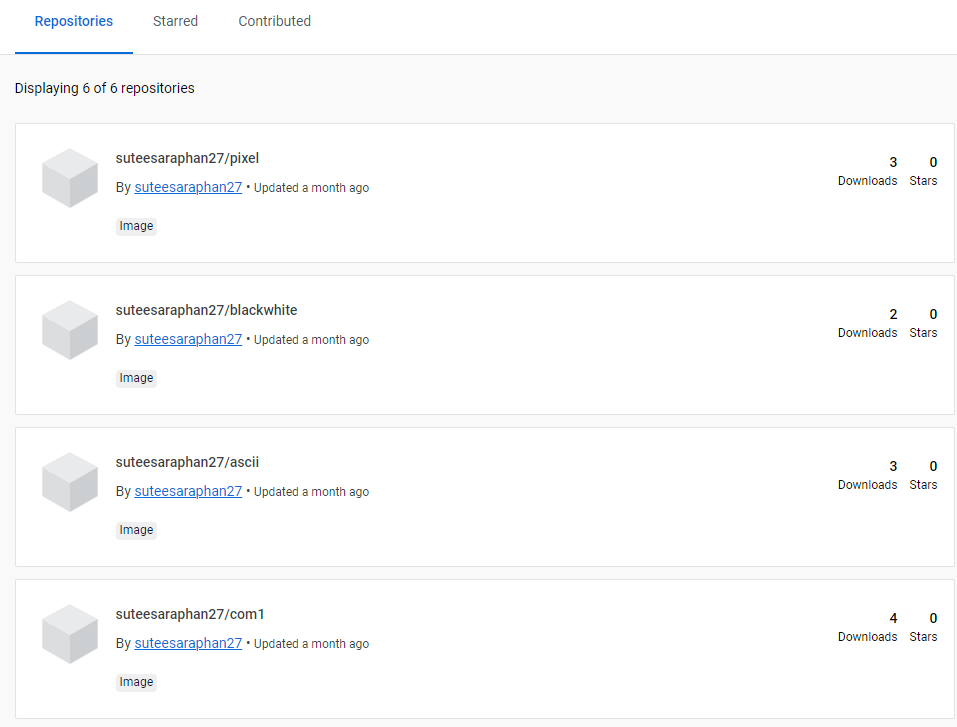 Repositories Starred Contributed
Displaying 6 of 6 repositories
suteesaraphan27/pixel
By suteesaraphan27 • Updated a month ago
3 0
Downloads Stars
Image
suteesaraphan27/blackwhite
By suteesaraphan27 • Updated a month ago
2 0
Downloads Stars
Image
suteesaraphan27/ascii
By suteesaraphan27 • Updated a month ago
3 0
Downloads Stars
Image
suteesaraphan27/com1
By suteesaraphan27 • Updated a month ago
4 0
Downloads Stars
Image